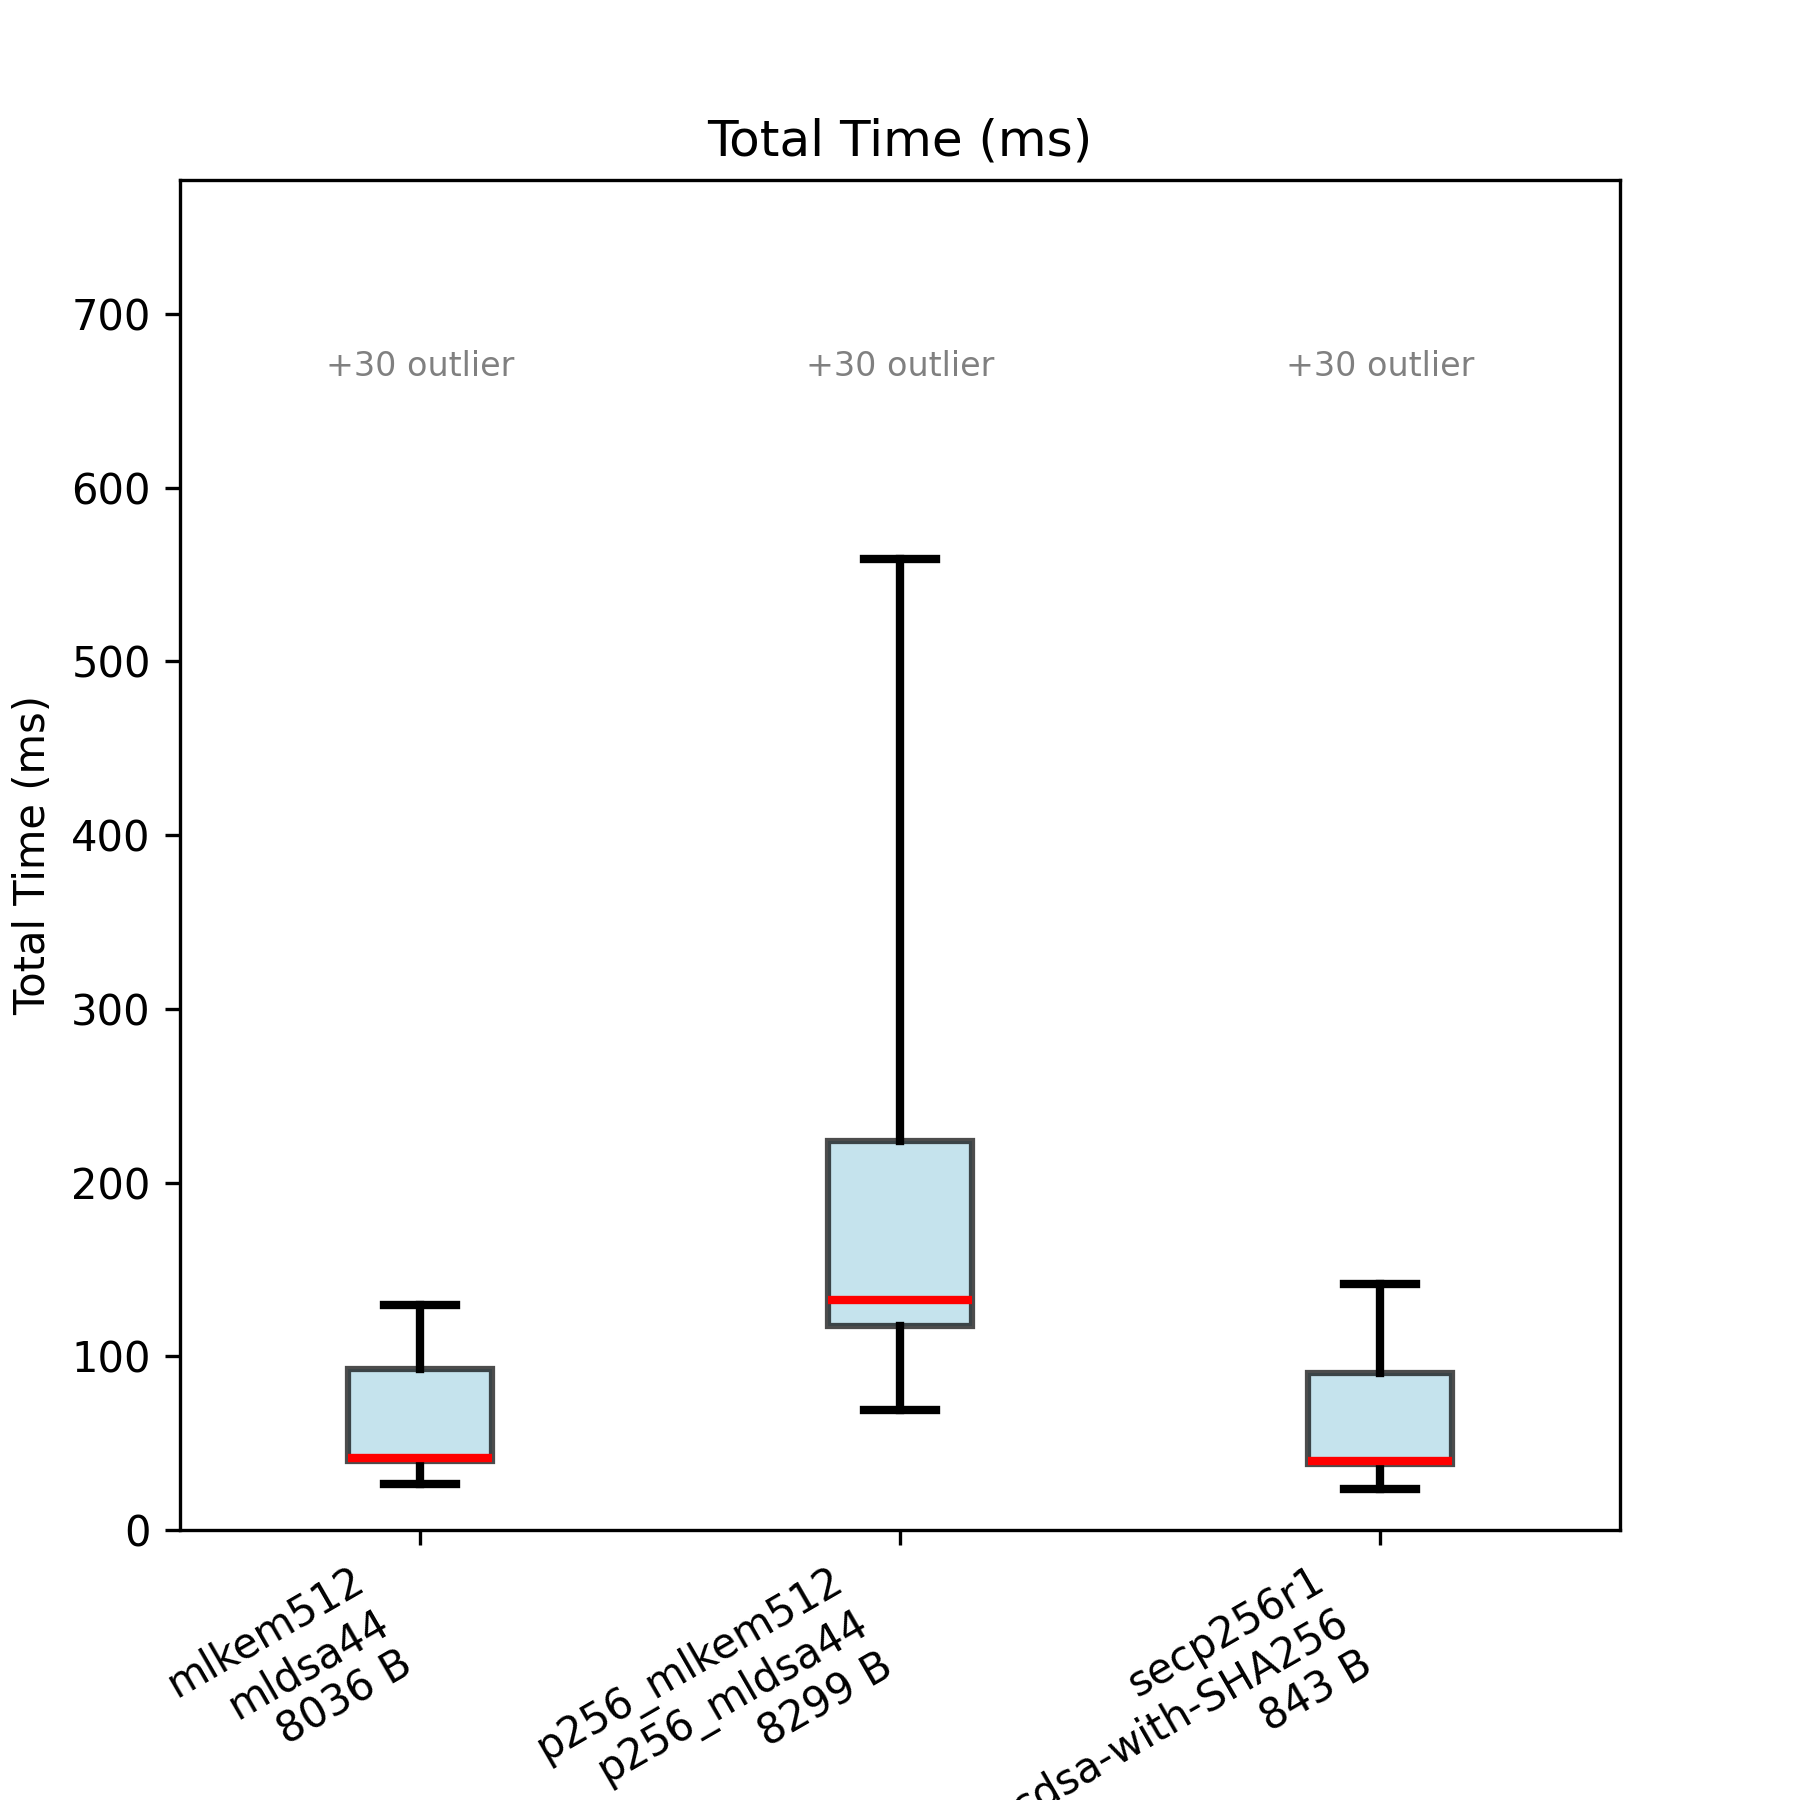 Total Time (ms)
Total Time (ms)
700
600
500
400
300
200
100
0
+30 outlier
+30 outlier
+30 outlier
mlkem512
mldsa44
8036 B
p256_mlkem512
p256_mldsa44
8299 B
secp256r1
cdsa-with-SHA256
843 B